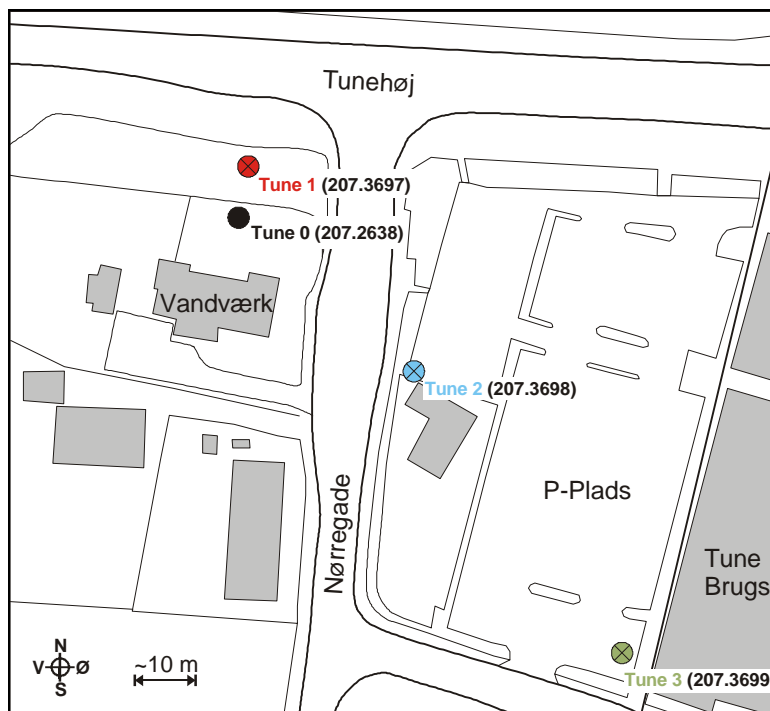 Tunehøj
Tune 1 (207.3697)
Tune 0 (207.2638)
Vandværk
Tune 2 (207.3698)
Nørregade
P-Plads
Tune
Brugs
N
V Ø
S
~10 m
Tune 3 (207.3699